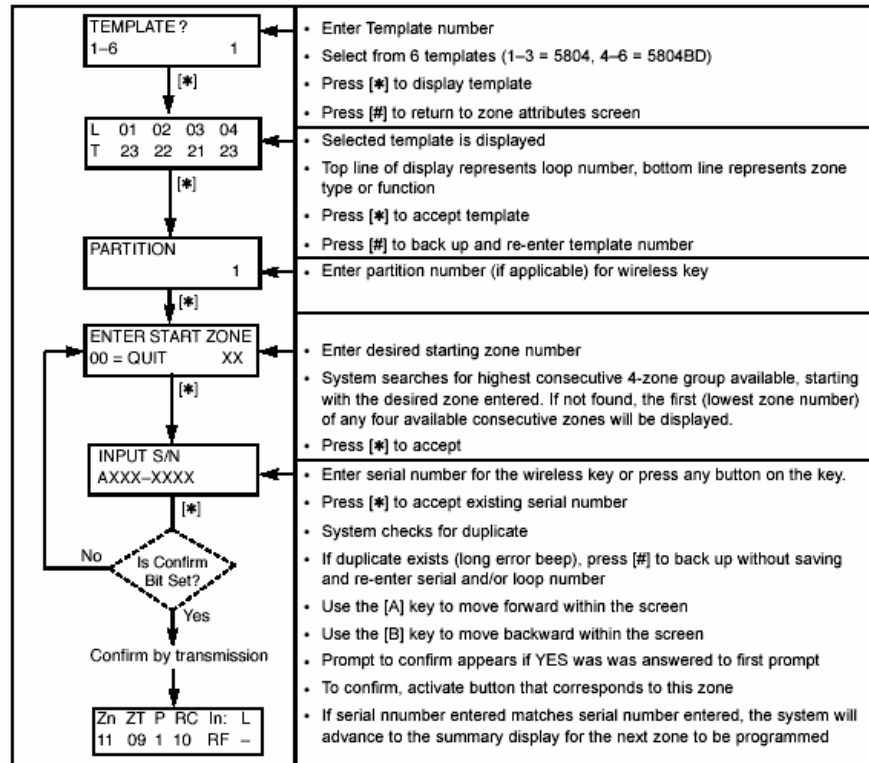 TEMPLATE ?
1–6 1
[✱]
• Enter Template number
• Select from 6 templates (1–3 = 5804, 4–6 = 5804BD)
• Press [✱] to display template
• Press [#] to return to zone attributes screen
L 01 02 03 04
T 23 22 21 23
[✱]
• Selected template is displayed
• Top line of display represents loop number, bottom line represents zone
type or function
• Press [✱] to accept template
• Press [#] to back up and re-enter template number
PARTITION
1
[✱]
• Enter partition number (if applicable) for wireless key
ENTER START ZONE
00 = QUIT XX
[✱]
• Enter desired starting zone number
• System searches for highest consecutive 4-zone group available, starting
with the desired zone entered. If not found, the first (lowest zone number)
of any four available consecutive zones will be displayed.
• Press [✱] to accept
INPUT S/N
AXXX–XXXX
[✱]
No
Is Confirm
Bit Set?
Yes
Confirm by transmission
Zn ZT P RC In: L
11 09 1 10 RF –
• Enter serial number for the wireless key or press any button on the key.
• Press [✱] to accept existing serial number
• System checks for duplicate
• If duplicate exists (long error beep), press [#] to back up without saving
and re-enter serial and/or loop number
• Use the [A] key to move forward within the screen
• Use the [B] key to move backward within the screen
• Prompt to confirm appears if YES was was answered to first prompt
• To confirm, activate button that corresponds to this zone
• If serial nnumber entered matches serial number entered, the system will
advance to the summary display for the next zone to be programmed